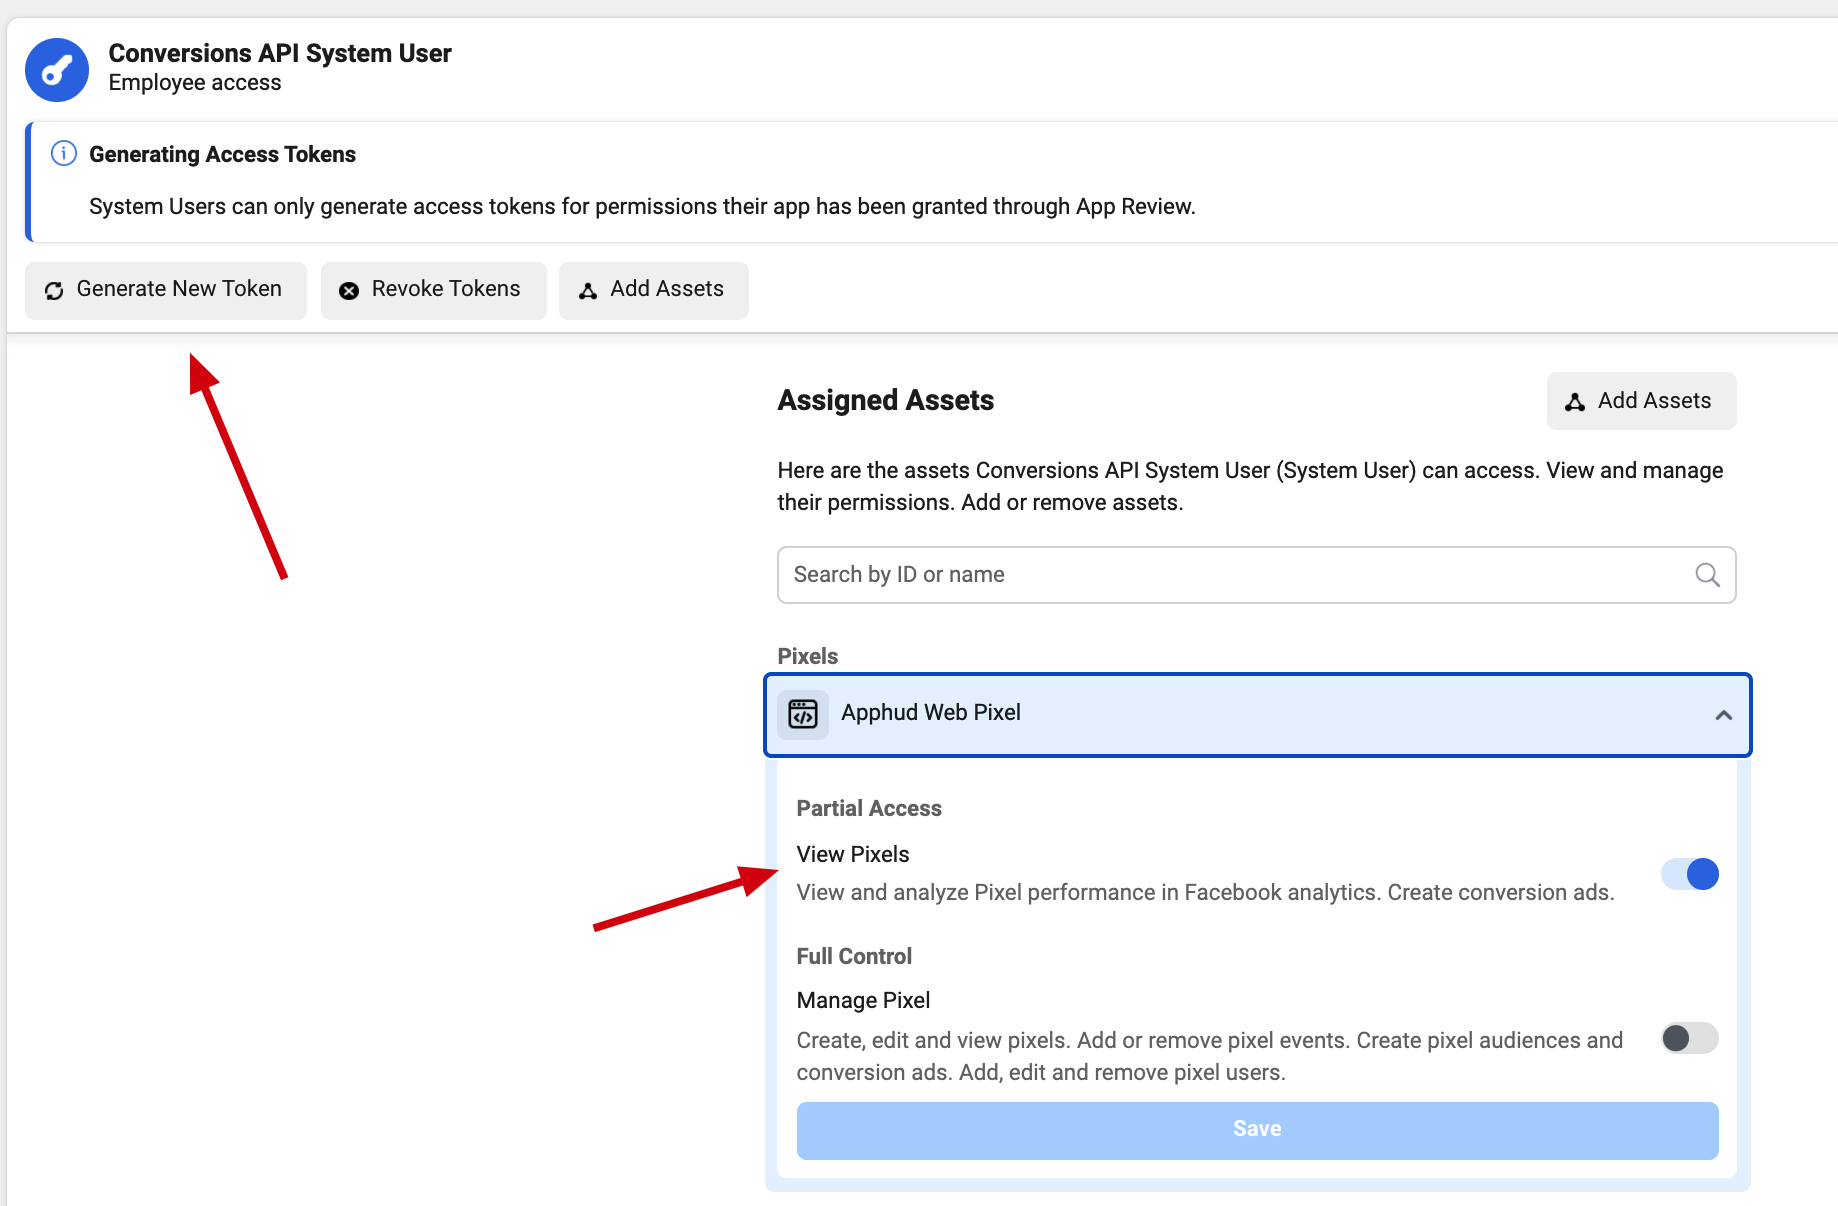 Conversions API System User
Employee access
Generating Access Tokens
System Users can only generate access tokens for permissions their app has been granted through App Review.
Generate New Token
Revoke Tokens
Add Assets
Assigned Assets
Add Assets
Here are the assets Conversions API System User (System User) can access. View and manage
their permissions. Add or remove assets.
Search by ID or name
Pixels
Apphud Web Pixel
Partial Access
View Pixels
View and analyze Pixel performance in Facebook analytics. Create conversion ads.
Full Control
Manage Pixel
Create, edit and view pixels. Add or remove pixel events. Create pixel audiences and
conversion ads. Add, edit and remove pixel users.
Save